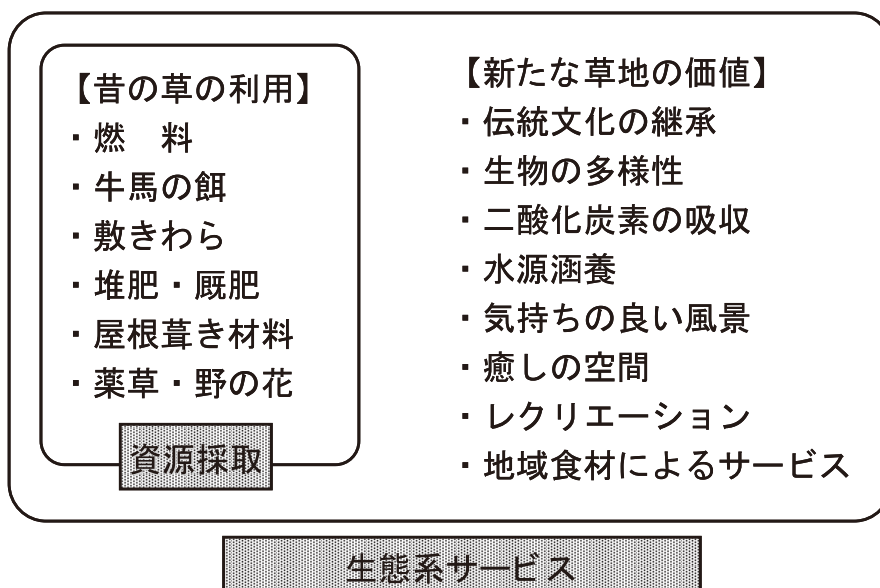 【昔の草の利用】
・燃　料
・牛馬の餌
・敷きわら
・堆肥・厩肥
・屋根葺き材料
・薬草・野の花
資源採取
【新たな草地の価値】
・伝統文化の継承
・生物の多様性
・二酸化炭素の吸収
・水源涵養
・気持ちの良い風景
・癒しの空間
・レクリエーション
・地域食材によるサービス
生態系サービス